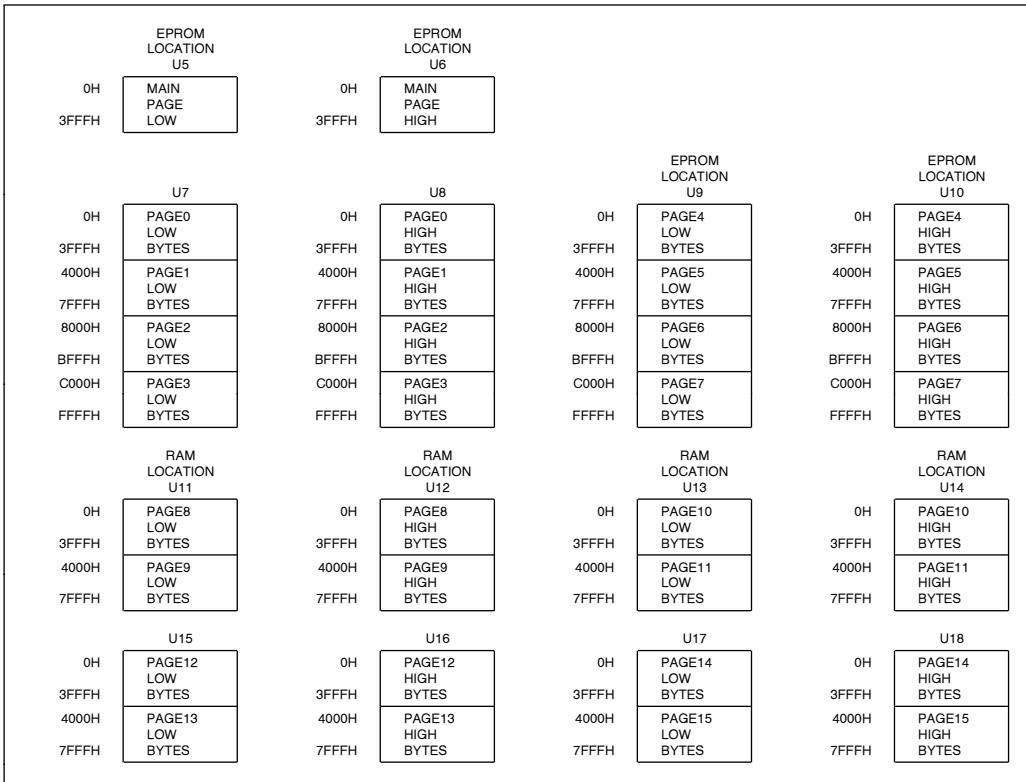 EPROM EPROM
LOCATION LOCATION
U5 U6
0H MAIN 0H MAIN
PAGE PAGE
3FFFH LOW 3FFFH HIGH
EPROM EPROM
LOCATION LOCATION
U7 U8 U9 U10
0H PAGE0 0H PAGE0 0H PAGE4 0H PAGE4
LOW HIGH LOW HIGH
3FFFH BYTES 3FFFH BYTES 3FFFH BYTES 3FFFH BYTES
4000H PAGE1 4000H PAGE1 4000H PAGE5 4000H PAGE5
LOW HIGH LOW HIGH
7FFFH BYTES 7FFFH BYTES 7FFFH BYTES 7FFFH BYTES
8000H PAGE2 8000H PAGE2 8000H PAGE6 8000H PAGE6
LOW HIGH LOW HIGH
BFFFH BYTES BFFFH BYTES BFFFH BYTES BFFFH BYTES
C000H PAGE3 C000H PAGE3 C000H PAGE7 C000H PAGE7
LOW HIGH LOW HIGH
FFFFH BYTES FFFFH BYTES FFFFH BYTES FFFFH BYTES
RAM RAM RAM RAM
LOCATION LOCATION LOCATION LOCATION
U11 U12 U13 U14
0H PAGE8 0H PAGE8 0H PAGE10 0H PAGE10
LOW HIGH LOW HIGH
3FFFH BYTES 3FFFH BYTES 3FFFH BYTES 3FFFH BYTES
4000H PAGE9 4000H PAGE9 4000H PAGE11 4000H PAGE11
LOW HIGH LOW HIGH
7FFFH BYTES 7FFFH BYTES 7FFFH BYTES 7FFFH BYTES
U15 U16 U17 U18
0H PAGE12 0H PAGE12 0H PAGE14 0H PAGE14
LOW HIGH LOW HIGH
3FFFH BYTES 3FFFH BYTES 3FFFH BYTES 3FFFH BYTES
4000H PAGE13 4000H PAGE13 4000H PAGE15 4000H PAGE15
LOW HIGH LOW HIGH
7FFFH BYTES 7FFFH BYTES 7FFFH BYTES 7FFFH BYTES